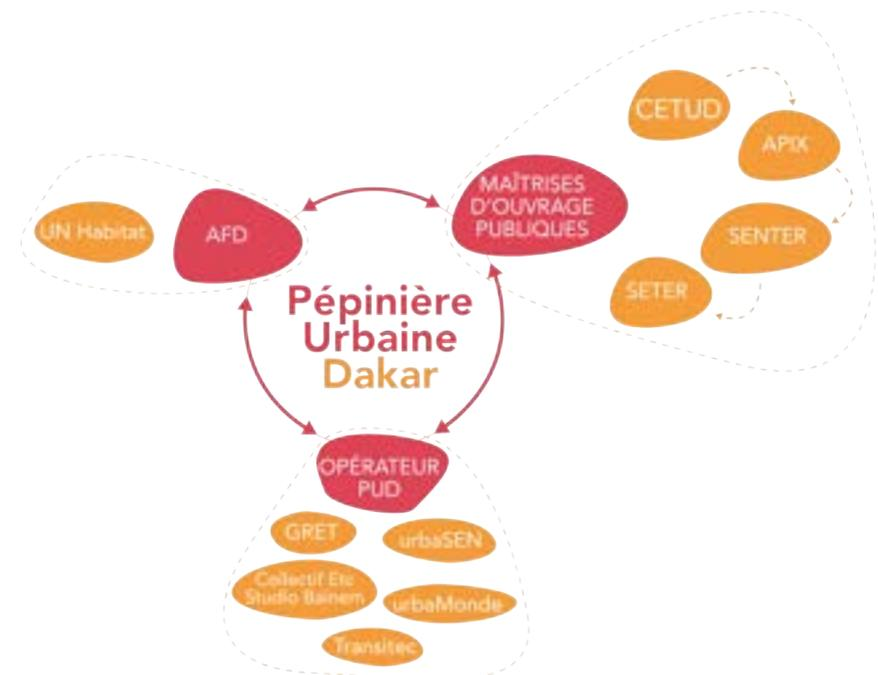 CETUD
APIX
MAÎTRISES
D'OUVRAGE
PUBLIQUES
UN Habitat
AFD
SENTER
SETER
Pépinière
Urbaine
Dakar
OPÉRATEUR
PUD
GRET
urbaSEN
Collectif Etc
Studio Bainem
urbaMonde
Transitec